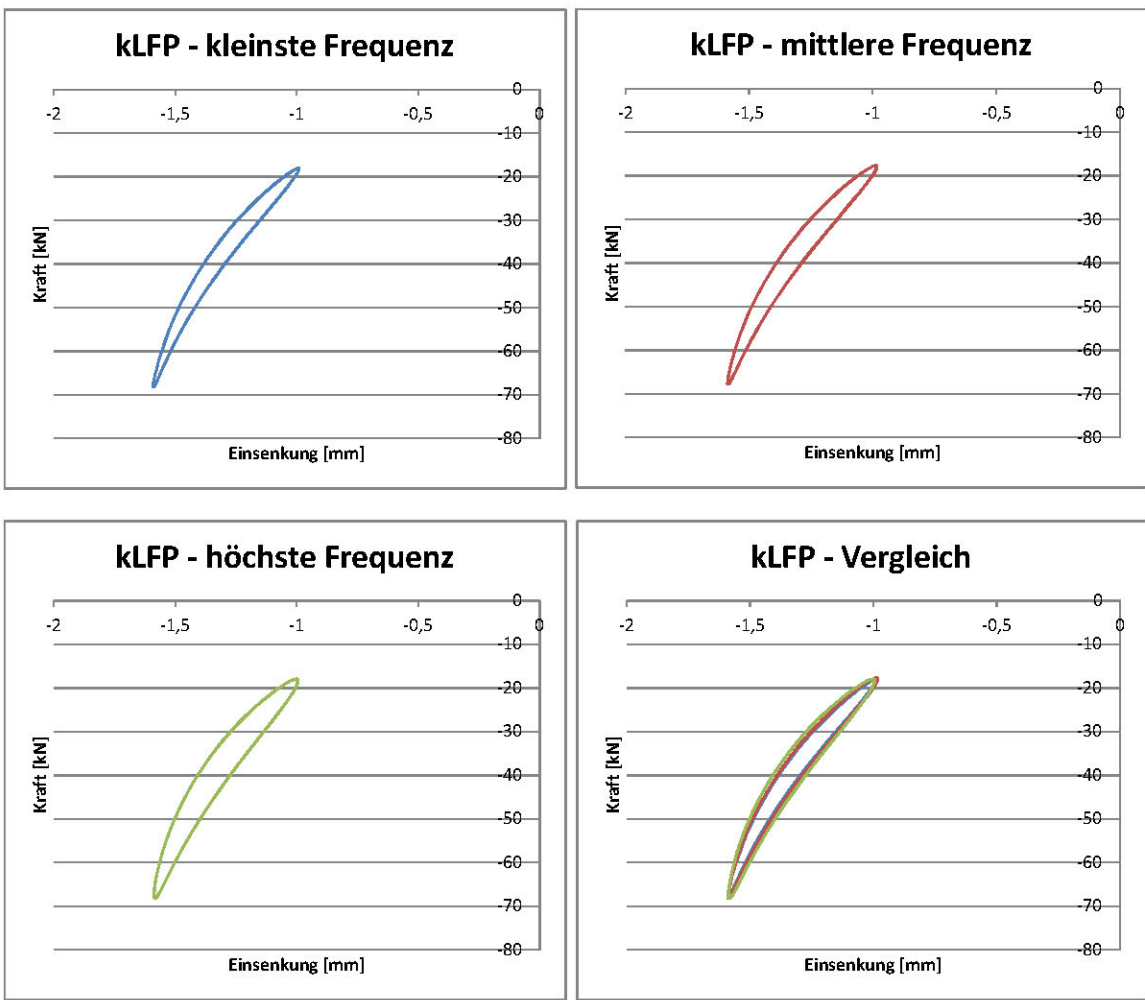 kLFP - kleinste Frequenz
-2 -1,5 -1 -0,5 0
0
-10
-20
-30
-40
-50
-60
-70
-80
Kraft [kN]
Einsenkung [mm]
kLFP - mittlere Frequenz
-2 -1,5 -1 -0,5 0
0
-10
-20
-30
-40
-50
-60
-70
-80
Kraft [kN]
Einsenkung [mm]
kLFP - höchste Frequenz
-2 -1,5 -1 -0,5 0
0
-10
-20
-30
-40
-50
-60
-70
-80
Kraft [kN]
Einsenkung [mm]
kLFP - Vergleich
-2 -1,5 -1 -0,5 0
0
-10
-20
-30
-40
-50
-60
-70
-80
Kraft [kN]
Einsenkung [mm]